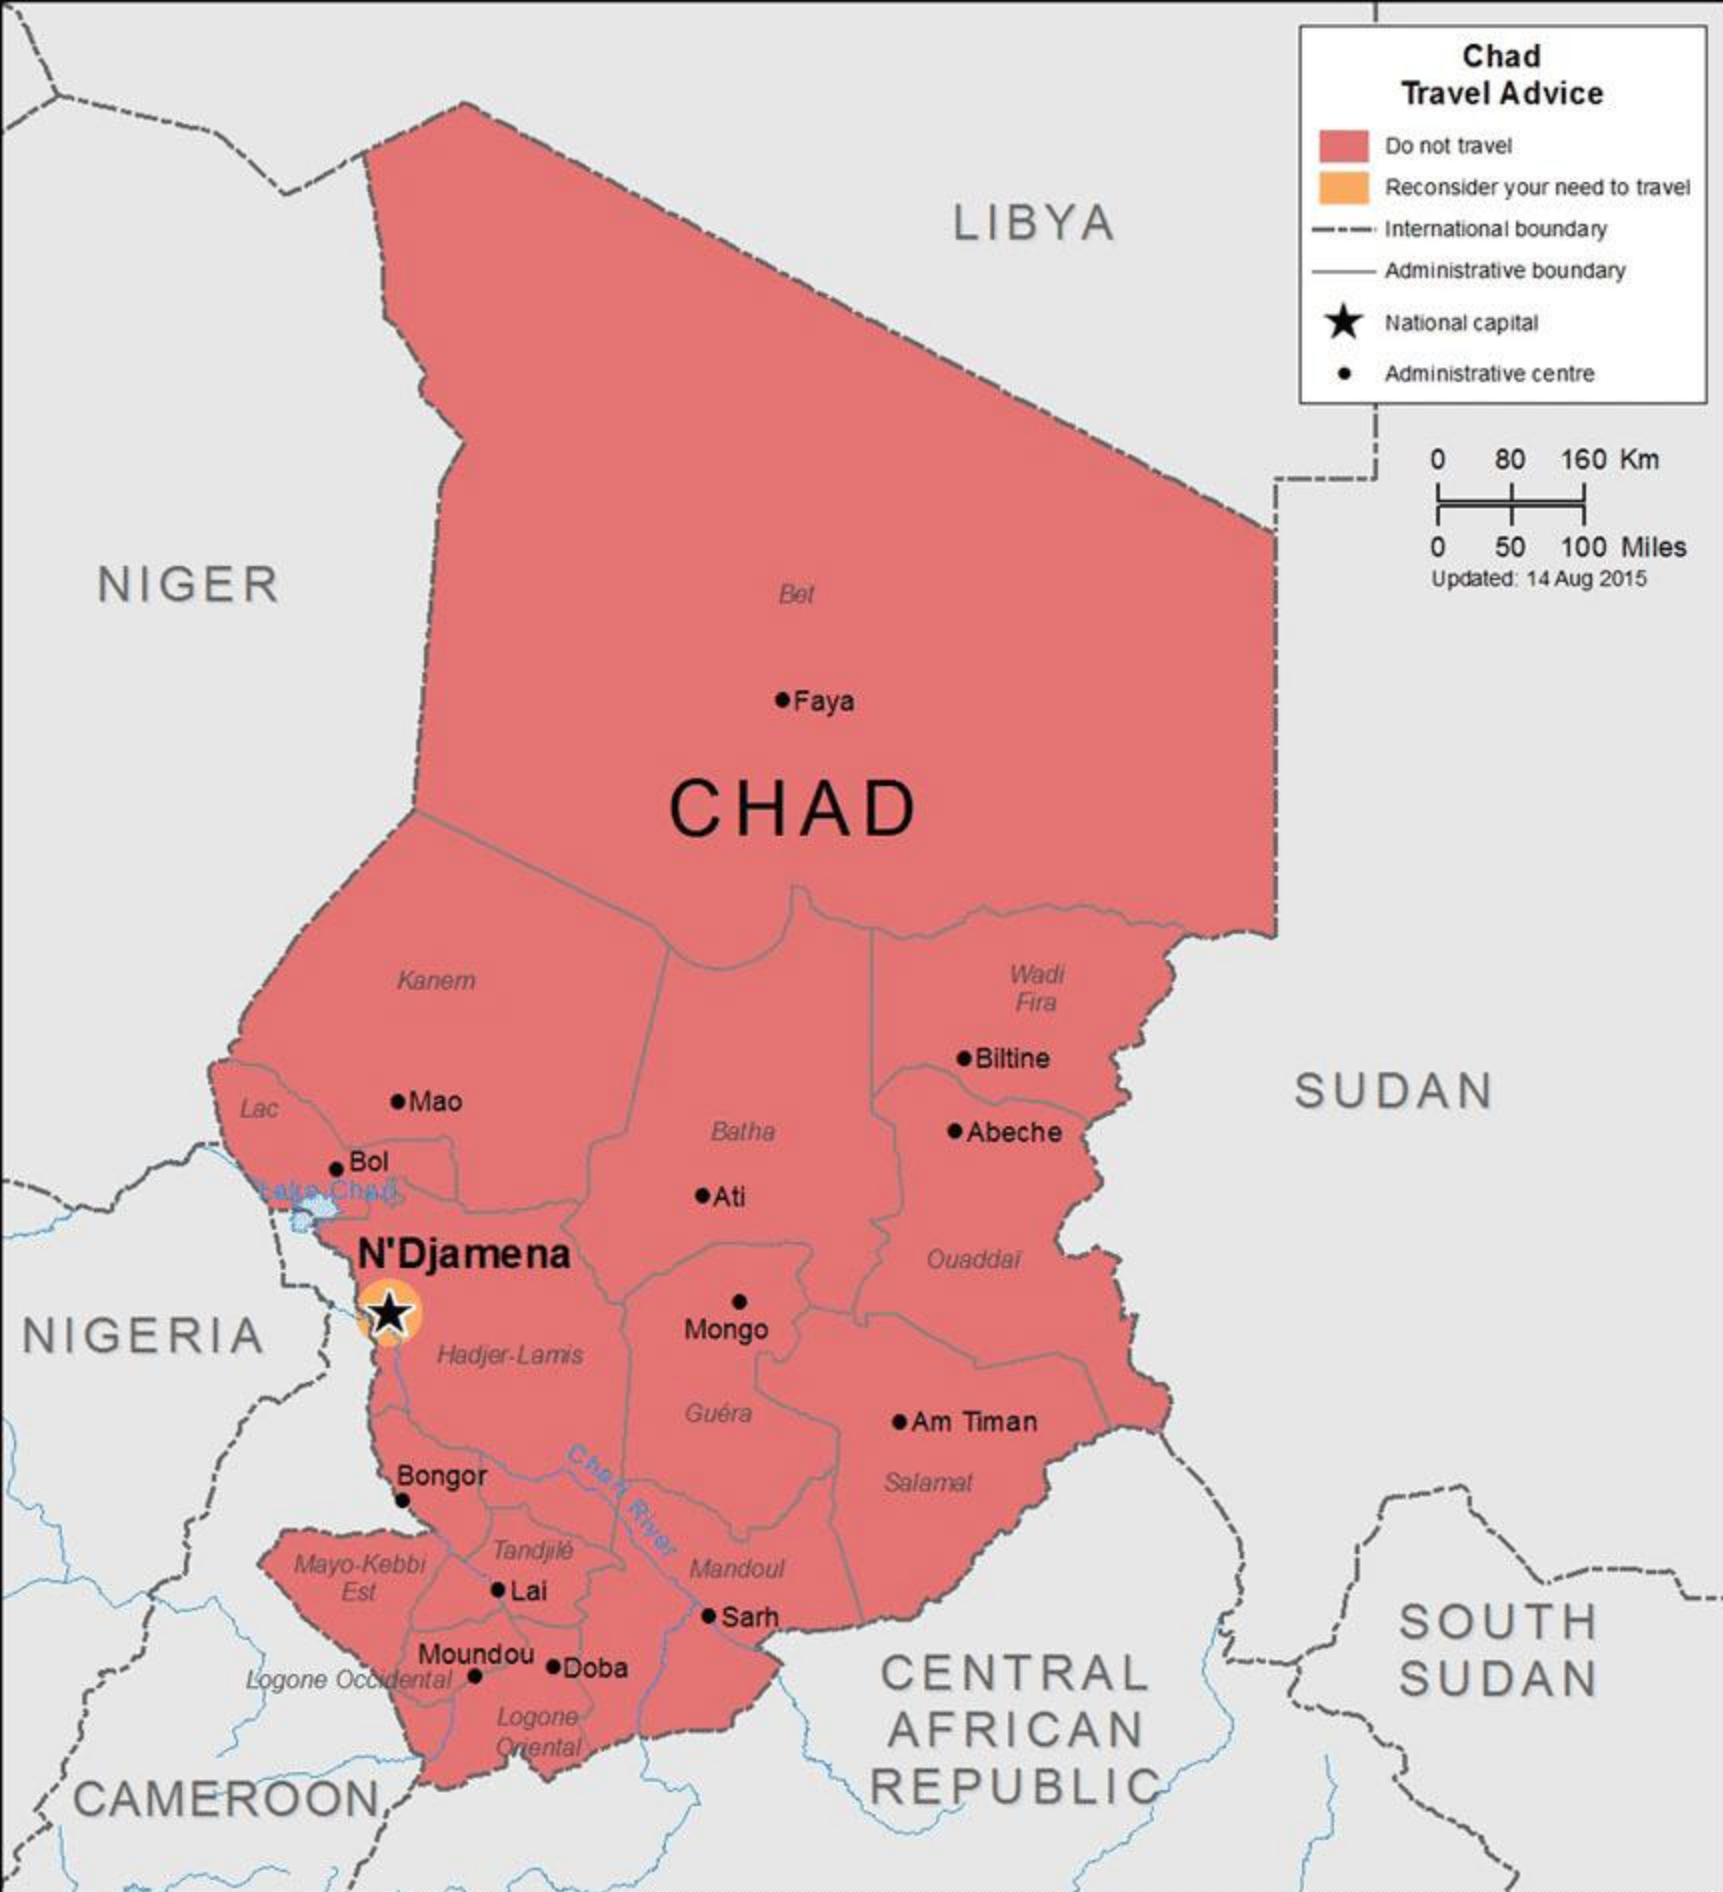 Chad
Travel Advice
Do not travel
Reconsider your need to travel
International boundary
Administrative boundary
National capital
Administrative centre
LIBYA
0 80 160 Km
0 50 100 Miles
Updated: 14 Aug 2015
NIGER
Bet
Faya
CHAD
Kanem
Wadi
Fira
Biltine
SUDAN
Mao
Lac
Batha
Abeche
Bol
Lake Chad
Ati
N'Djamena
Ouaddaï
Mongo
NIGERIA
Hadjer-Lamis
Guéra
Am Timan
Chari River
Bongor
Salamat
Tandjilé
Mayo-Kebbi
Est
Mandoul
Lai
Sarh
SOUTH
SUDAN
Moundou
Doba
Logone Occidental
CENTRAL
AFRICAN
REPUBLIC
Logone
Oriental
CAMEROON